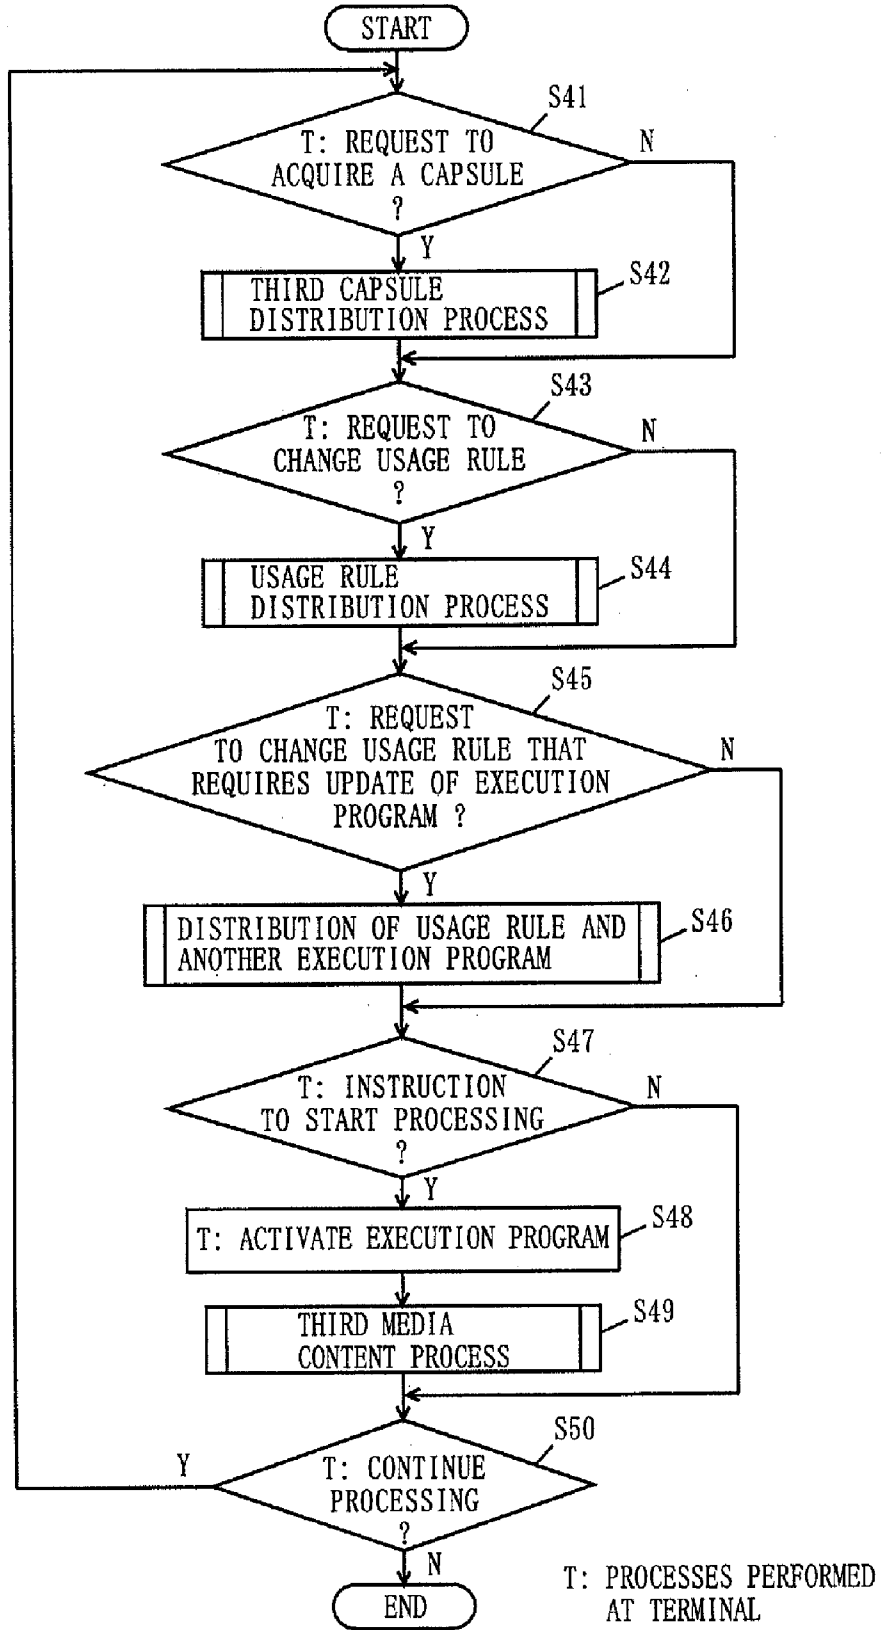 START
S41
T: REQUEST TO
ACQUIRE A CAPSULE
?
N
Y
S42
THIRD CAPSULE
DISTRIBUTION PROCESS
S43
T: REQUEST TO
CHANGE USAGE RULE
?
N
Y
S44
USAGE RULE
DISTRIBUTION PROCESS
S45
T: REQUEST
TO CHANGE USAGE RULE THAT
REQUIRES UPDATE OF EXECUTION
PROGRAM ?
N
Y
S46
DISTRIBUTION OF USAGE RULE AND
ANOTHER EXECUTION PROGRAM
S47
T: INSTRUCTION
TO START PROCESSING
?
N
Y
S48
T: ACTIVATE EXECUTION PROGRAM
S49
THIRD MEDIA
CONTENT PROCESS
S50
Y
T: CONTINUE
PROCESSING
?
N
END
T: PROCESSES PERFORMED
AT TERMINAL